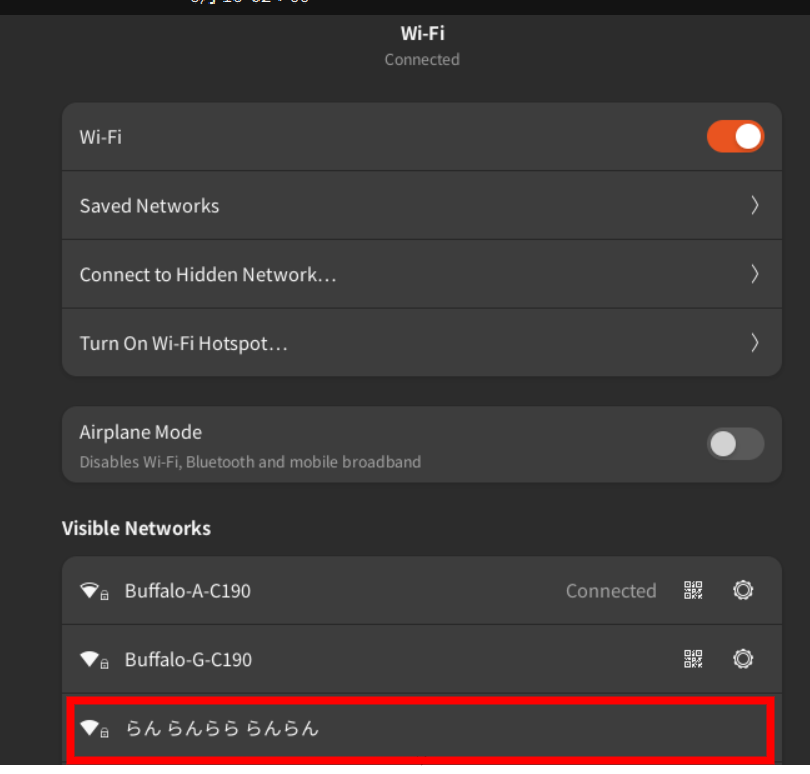 Wi-Fi
Connected
Wi-Fi
Saved Networks
Connect to Hidden Network…
Turn On Wi-Fi Hotspot…
Airplane Mode
Disables Wi-Fi, Bluetooth and mobile broadband
Visible Networks
Buffalo-A-C190 Connected
Buffalo-G-C190
らん らんらら らんらん